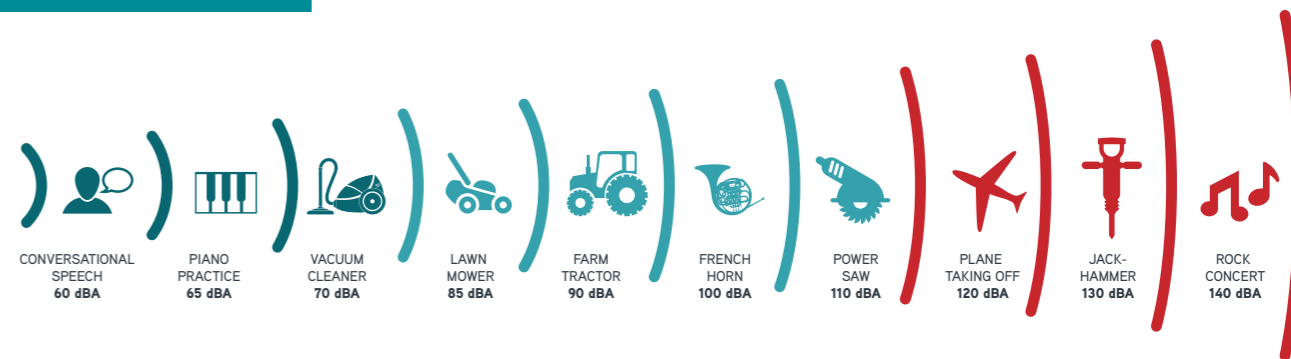 CONVERSATIONAL
SPEECH
60 dBA
PIANO
PRACTICE
65 dBA
VACUUM
CLEANER
70 dBA
LAWN
MOWER
85 dBA
FARM
TRACTOR
90 dBA
FRENCH
HORN
100 dBA
POWER
SAW
110 dBA
PLANE
TAKING OFF
120 dBA
JACK-
HAMMER
130 dBA
ROCK
CONCERT
140 dBA